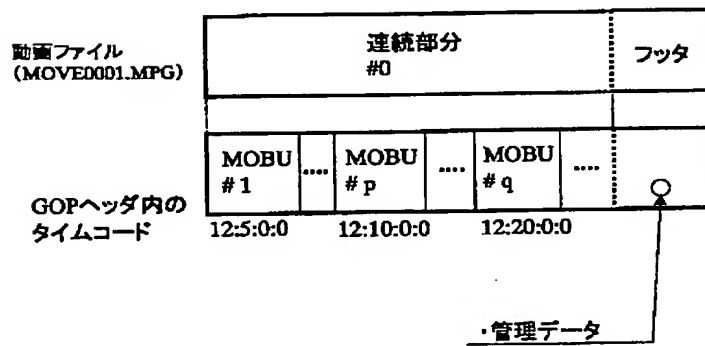 動画ファイル
(MOVE0001.MPG)
連続部分
#0
フッタ
MOBU
#1
....
MOBU
#p
....
MOBU
#q
....
GOPヘッダ内の
タイムコード
12:5:0:0
12:10:0:0
12:20:0:0
・管理データ